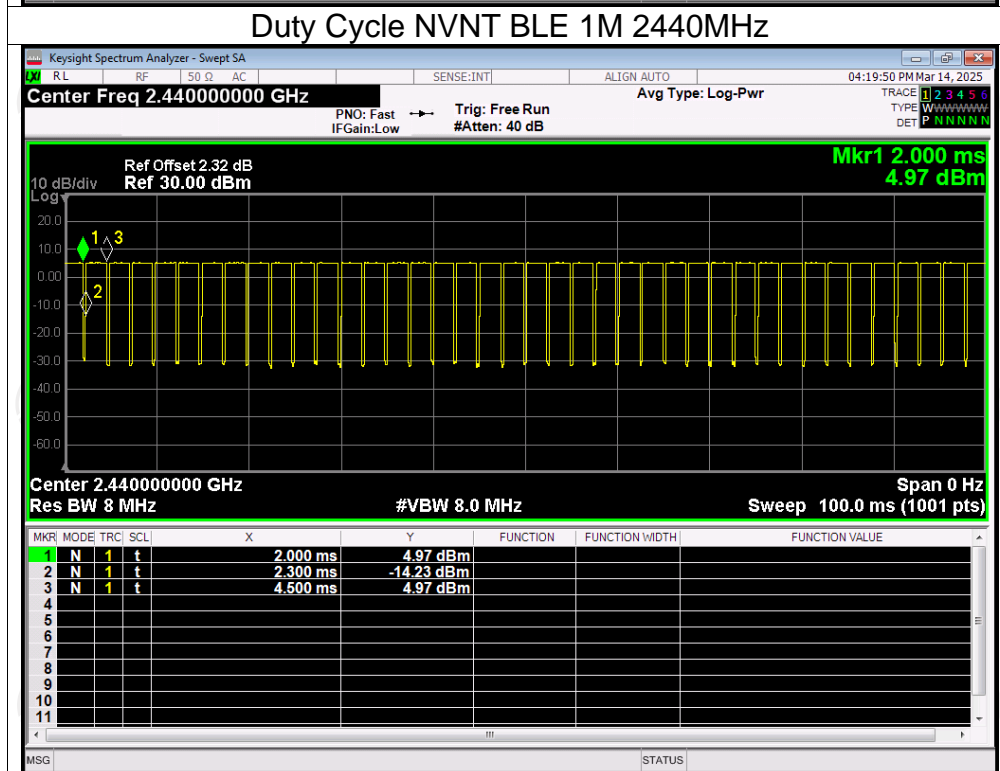 Duty Cycle NVNT BLE 1M 2440MHz
Keysight Spectrum Analyzer - Swept SA
LXI RL RF 50 Ω AC SENSE:INT ALIGN AUTO 04:19:50 PM Mar 14, 2025
Center Freq 2.440000000 GHz Avg Type: Log-Pwr TRACE 1 2 3 4 5 6
PNO: Fast Trig: Free Run TYPE WWWWWWW
IFGain:Low #Atten: 40 dB DET P N N N N N
Mkr1 2.000 ms
Ref Offset 2.32 dB
10 dB/div Ref 30.00 dBm 4.97 dBm
Log
20.0
1 3
10.0
0.00
2
-10.0
-20.0
-30.0
-40.0
-50.0
-60.0
Center 2.440000000 GHz Span 0 Hz
Res BW 8 MHz #VBW 8.0 MHz Sweep 100.0 ms (1001 pts)
MKR MODE TRC SCL X Y FUNCTION FUNCTION WIDTH FUNCTION VALUE
1 N 1 t 2.000 ms 4.97 dBm
2 N 1 t 2.300 ms -14.23 dBm
3 N 1 t 4.500 ms 4.97 dBm
4
5
6
7
8
9
10
11
MSG STATUS